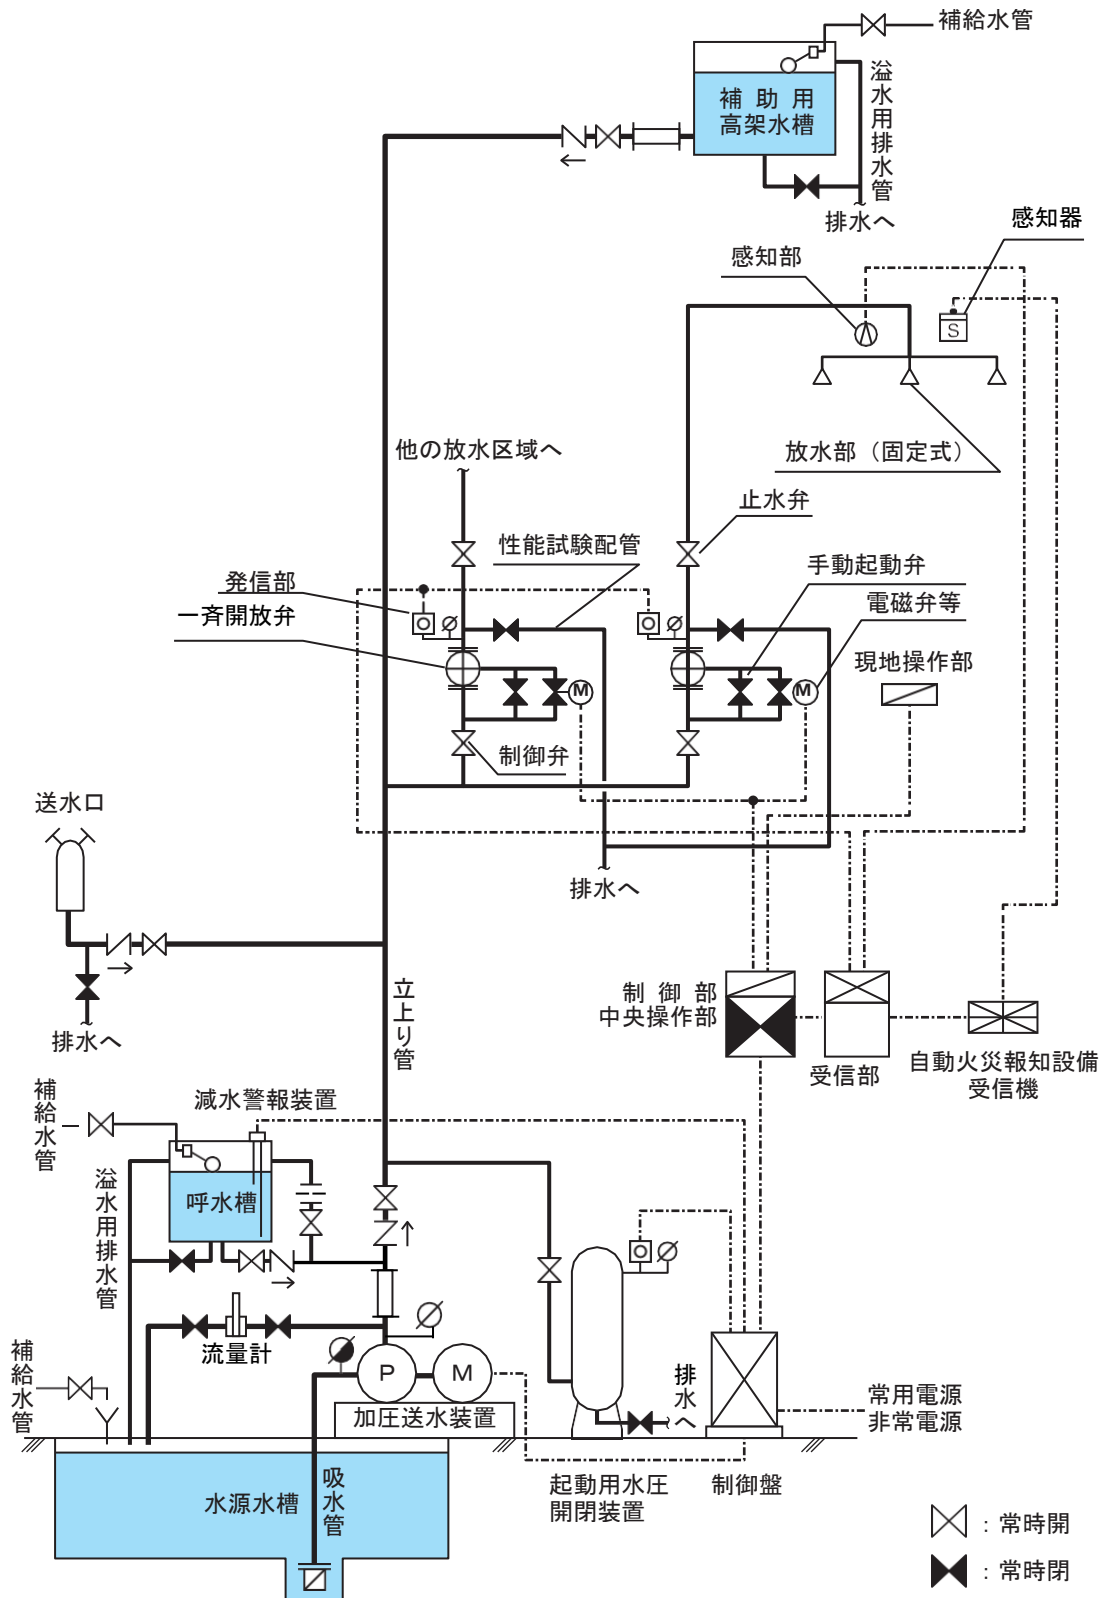 補給水管
補助用
高架水槽
溢水用排水管
排水へ
感知器
感知部
S
放水部（固定式）
他の放水区域へ
止水弁
性能試験配管
手動起動弁
発信部
電磁弁等
一斉開放弁
現地操作部
M
M
制御弁
送水口
排水へ
立上り管
制御部
中央操作部
排水へ
受信部
自動火災報知設備
受信機
補給水管
減水警報装置
溢水用排水管
呼水槽
流量計
補給水管
P
M
加圧送水装置
排水へ
常用電源
非常電源
水源水槽
吸水管
起動用水圧
開閉装置
制御盤
：常時開
：常時閉